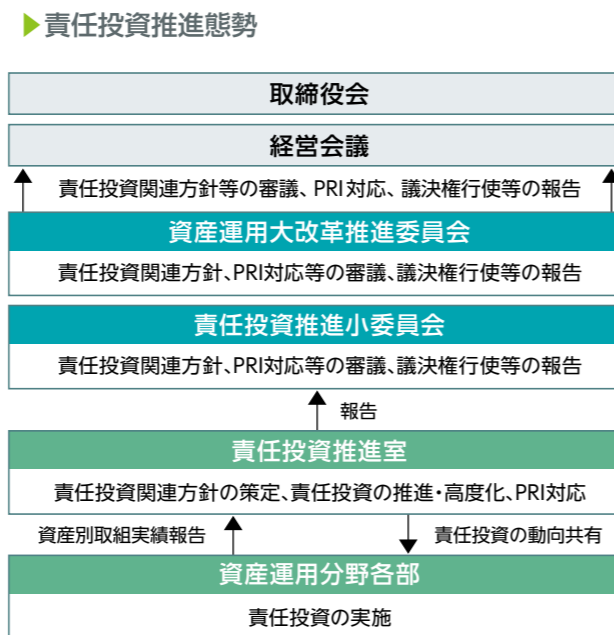 ▶責任投資推進態勢
取締役会
経営会議
責任投資関連方針等の審議、PRI対応、議決権行使等の報告
資産運用大改革推進委員会
責任投資関連方針、PRI対応等の審議、議決権行使等の報告
責任投資推進小委員会
責任投資関連方針、PRI対応等の審議、議決権行使等の報告
報告
責任投資推進室
責任投資関連方針の策定、責任投資の推進・高度化、PRI対応
資産別取組実績報告
責任投資の動向共有
資産運用分野各部
責任投資の実施